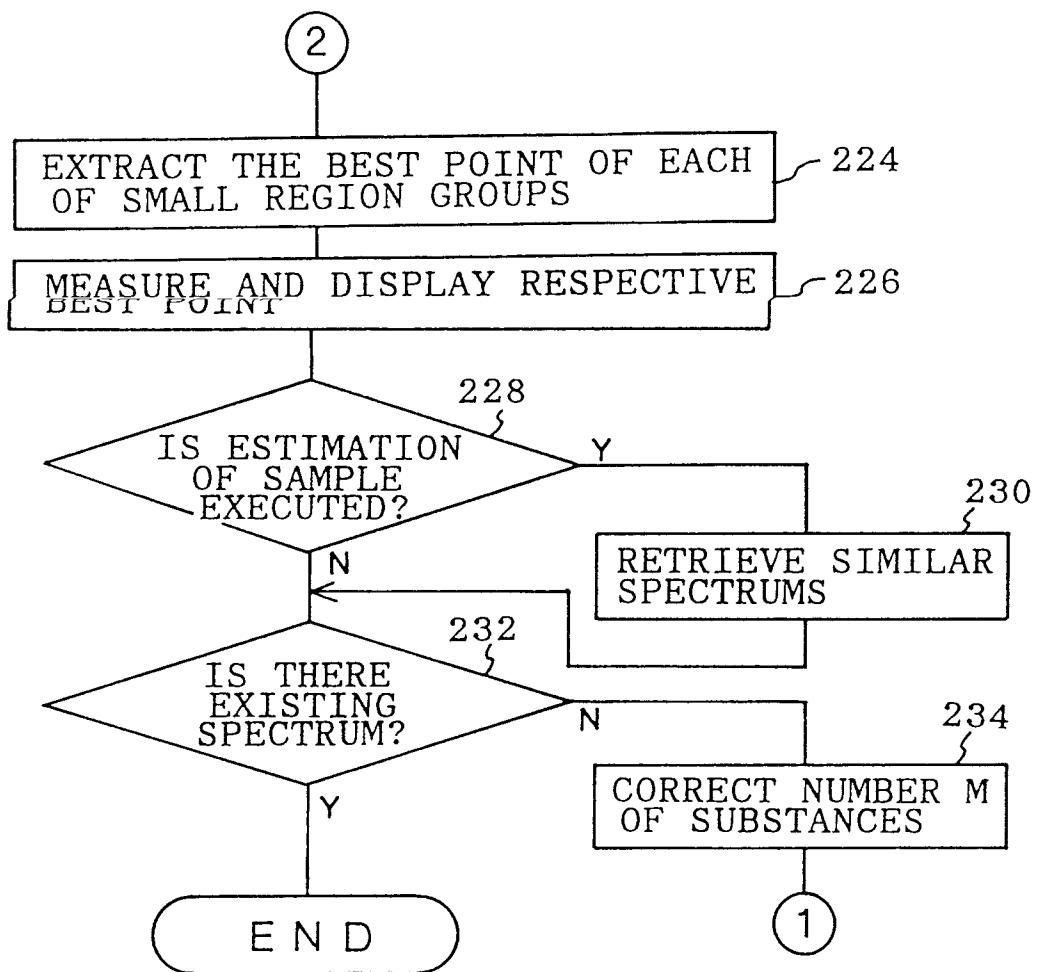 2
EXTRACT THE BEST POINT OF EACH
OF SMALL REGION GROUPS
224
MEASURE AND DISPLAY RESPECTIVE
BEST POINT
226
228
IS ESTIMATION
OF SAMPLE
EXECUTED?
Y
N
230
RETRIEVE SIMILAR
SPECTRUMS
232
IS THERE
EXISTING
SPECTRUM?
N
Y
234
CORRECT NUMBER M
OF SUBSTANCES
END
1